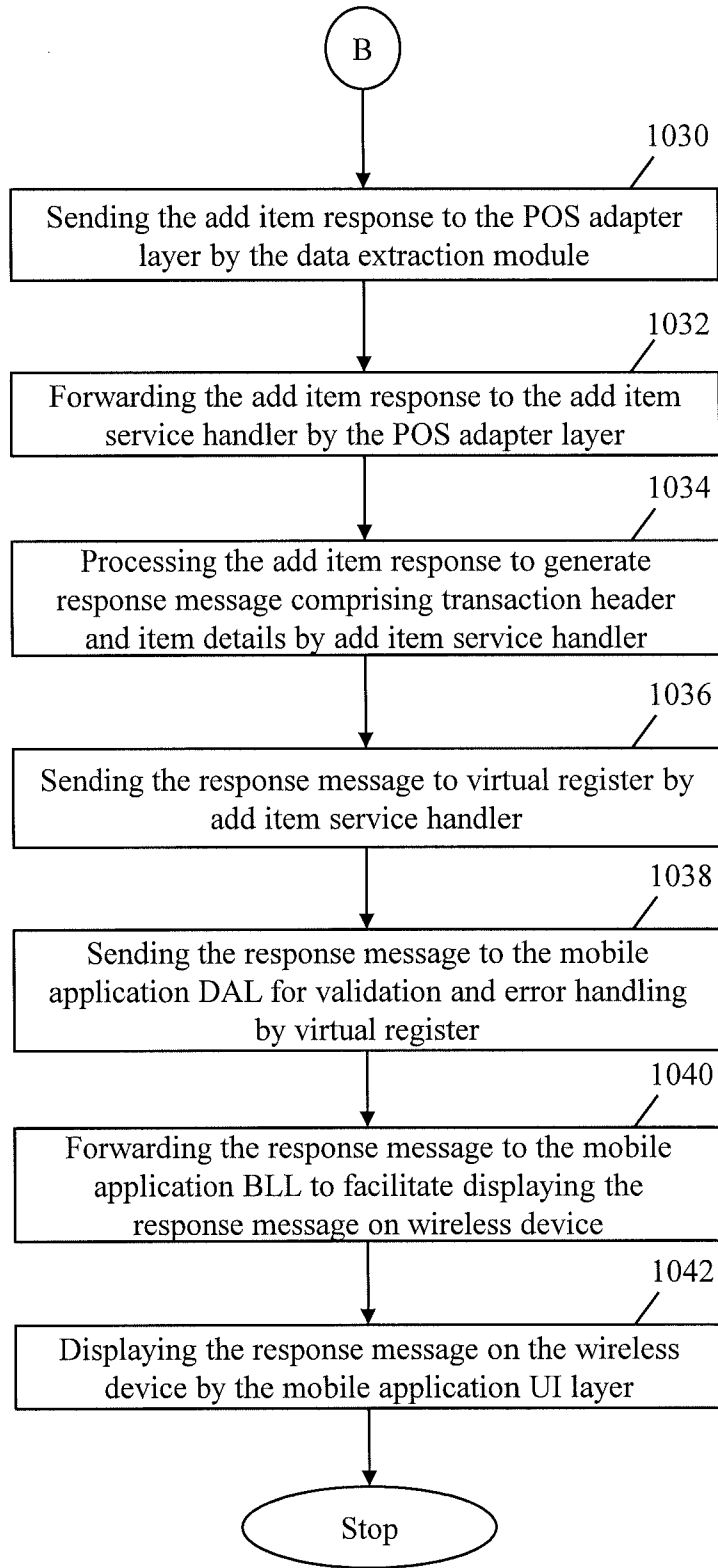 B
1030
Sending the add item response to the POS adapter
layer by the data extraction module
1032
Forwarding the add item response to the add item
service handler by the POS adapter layer
1034
Processing the add item response to generate
response message comprising transaction header
and item details by add item service handler
1036
Sending the response message to virtual register by
add item service handler
1038
Sending the response message to the mobile
application DAL for validation and error handling
by virtual register
1040
Forwarding the response message to the mobile
application BLL to facilitate displaying the
response message on wireless device
1042
Displaying the response message on the wireless
device by the mobile application UI layer
Stop